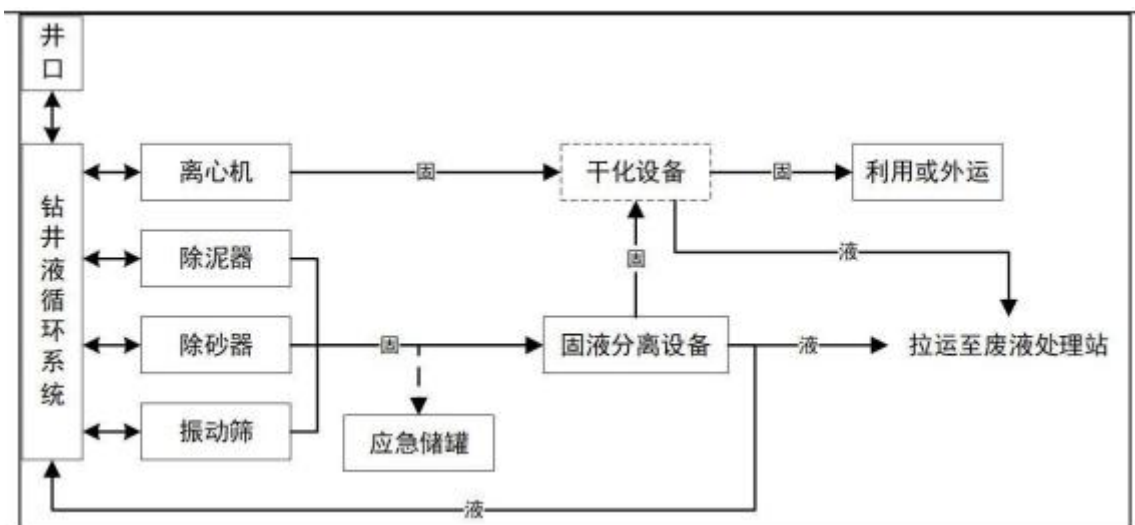 井口
钻井液循环系统
离心机
固
干化设备
固
利用或外运
除泥器
固
液
除砂器
固
固液分离设备
液
拉运至废液处理站
振动筛
应急储罐
液